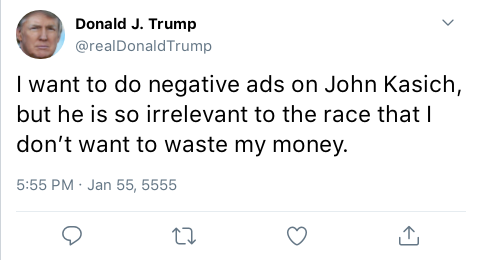 Donald J. Trump
@realDonaldTrump
I want to do negative ads on John Kasich,
but he is so irrelevant to the race that I
don’t want to waste my money.
5:55 PM · Jan 55, 5555